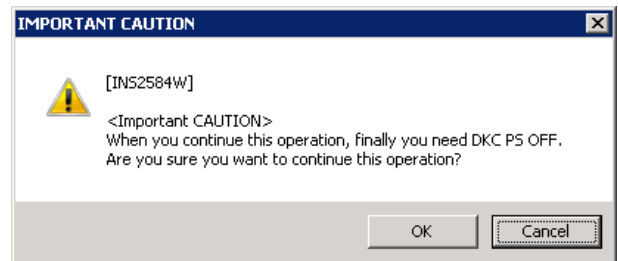 IMPORTANT CAUTION
[INS2584W]
<Important CAUTION>
When you continue this operation, finally you need DKC PS OFF.
Are you sure you want to continue this operation?
OK
Cancel